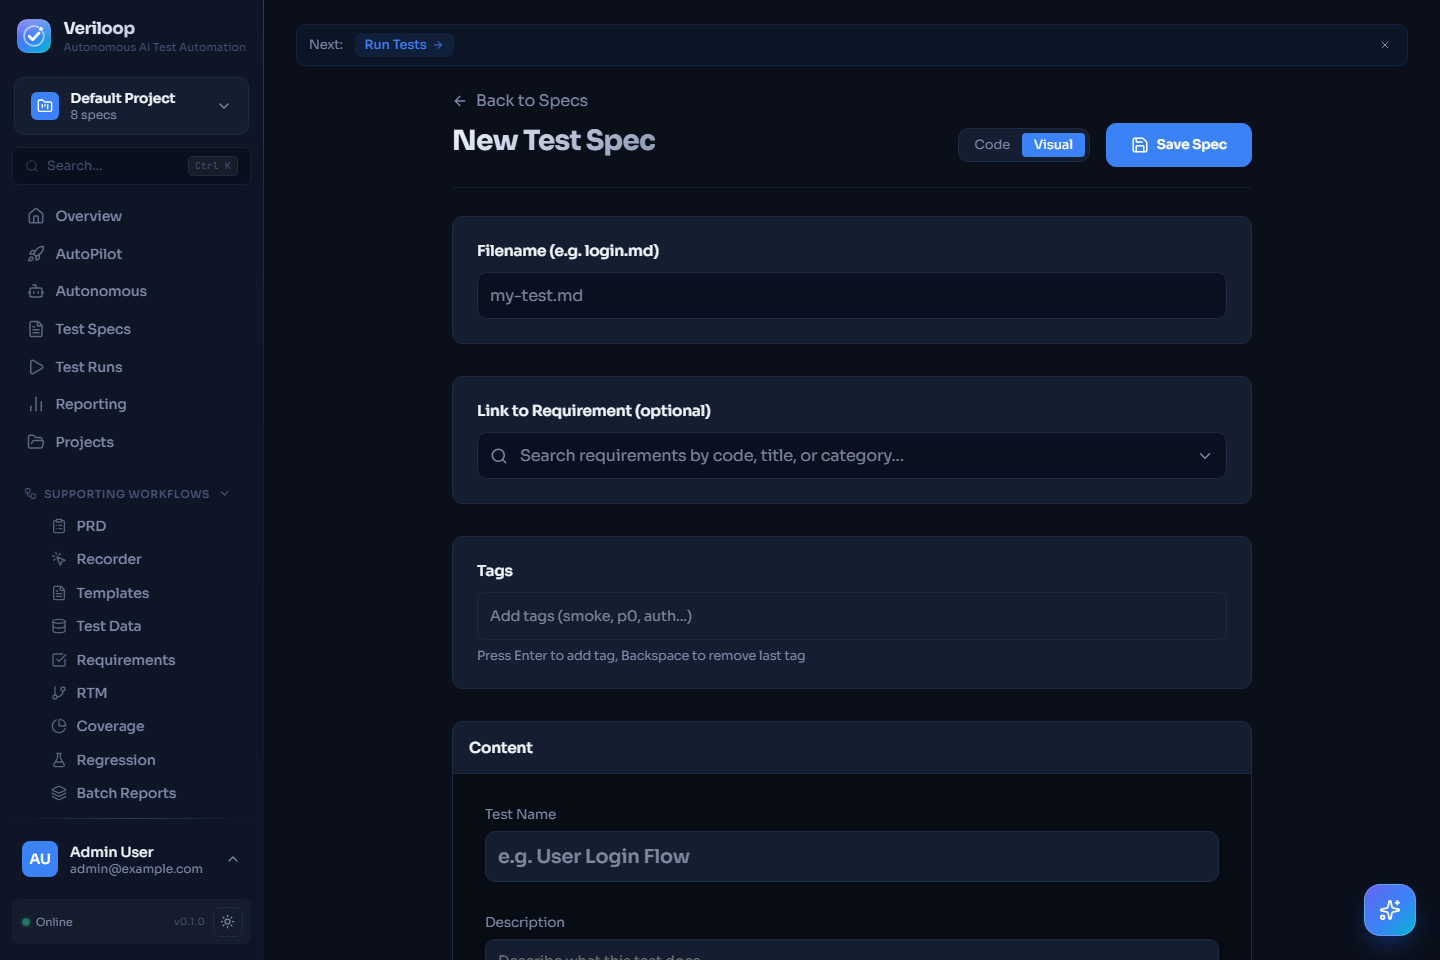 Veriloop
Autonomous AI Test Automation
Default Project
8 specs
Search...
Ctrl K
Overview
AutoPilot
Autonomous
Test Specs
Test Runs
Reporting
Projects
SUPPORTING WORKFLOWS
PRD
Recorder
Templates
Test Data
Requirements
RTM
Coverage
Regression
Batch Reports
AU
Admin User
admin@example.com
Online
v0.1.0
Next:
Run Tests →
Back to Specs
New Test Spec
Code
Visual
Save Spec
Filename (e.g. login.md)
my-test.md
Link to Requirement (optional)
Search requirements by code, title, or category...
Tags
Add tags (smoke, p0, auth...)
Press Enter to add tag, Backspace to remove last tag
Content
Test Name
e.g. User Login Flow
Description
Describe what this test does